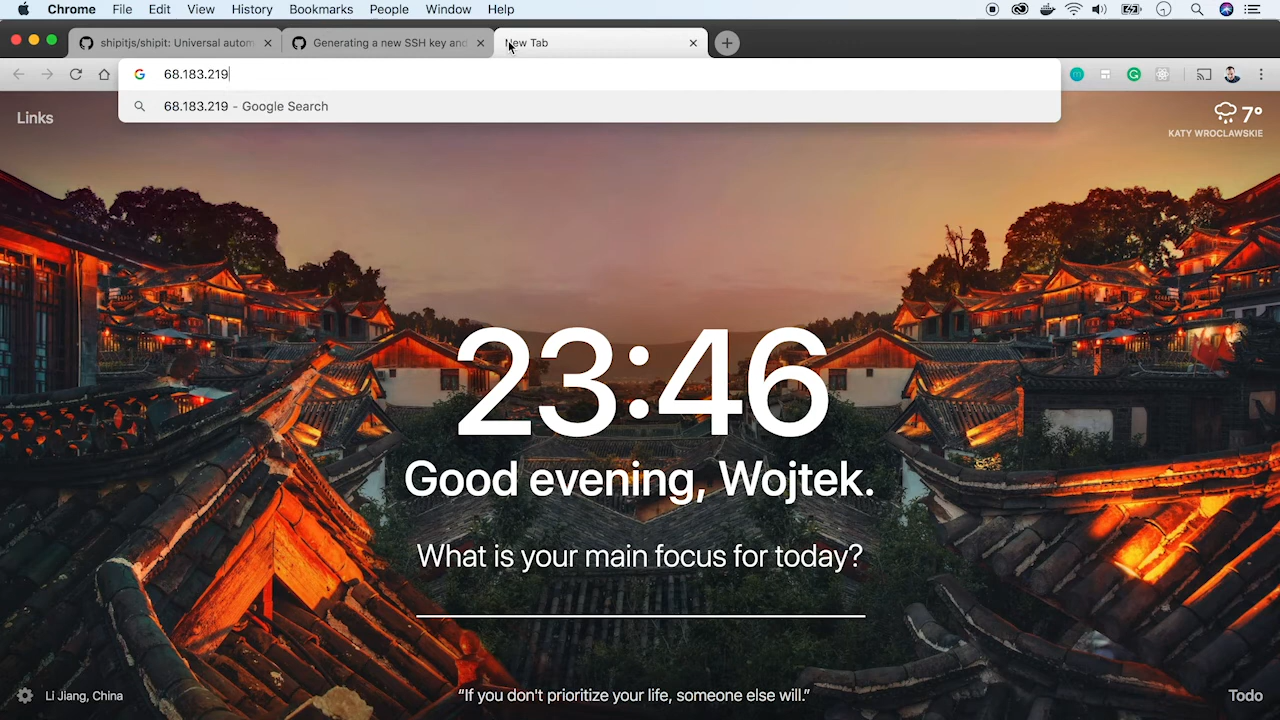 Chrome File Edit View History Bookmarks People Window Help
shipitjs/shipit: Universal autom Generating a new SSH key and New Tab
68.183.219
68.183.219 - Google Search
Links
7°
KATY WROCLAWSKIE
23:46
Good evening, Wojtek.
What is your main focus for today?
Li Jiang, China
“If you don't prioritize your life, someone else will.”
Todo